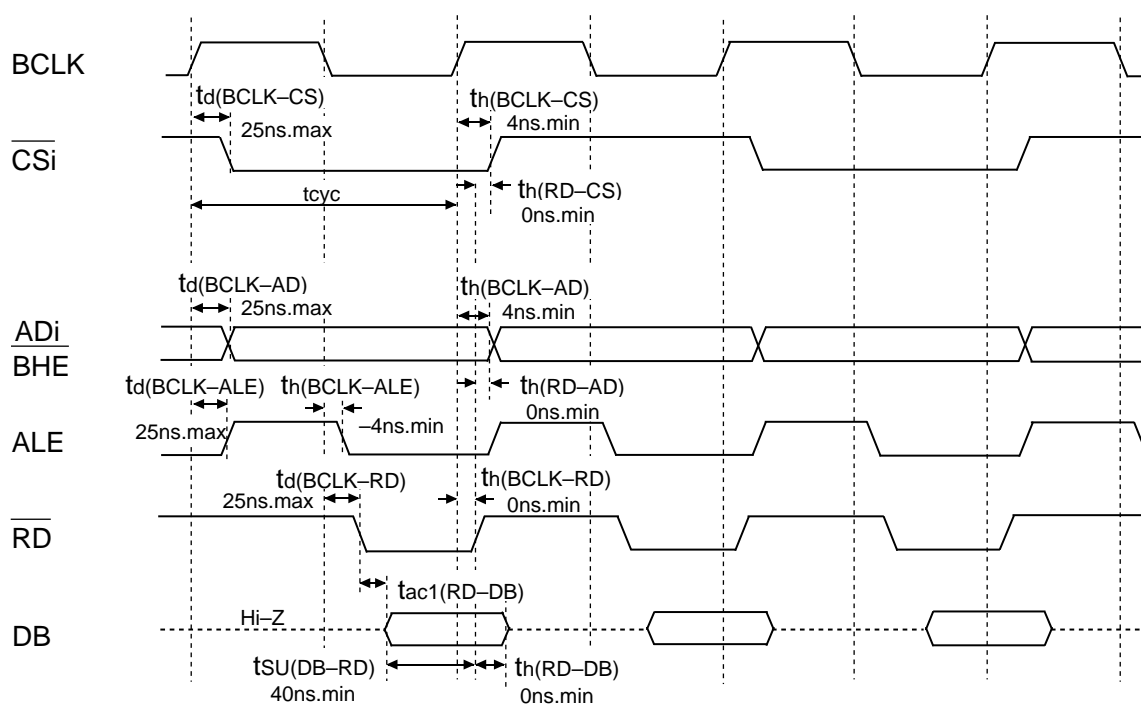 BCLK
td(BCLK–CS)
25ns.max
th(BCLK–CS)
4ns.min
CSi
tcyc
th(RD–CS)
0ns.min
td(BCLK–AD)
25ns.max
th(BCLK–AD)
4ns.min
ADi
BHE
td(BCLK–ALE)
25ns.max
th(BCLK–ALE)
–4ns.min
th(RD–AD)
0ns.min
ALE
td(BCLK–RD)
25ns.max
th(BCLK–RD)
0ns.min
RD
tac1(RD–DB)
Hi–Z
DB
tSU(DB–RD)
40ns.min
th(RD–DB)
0ns.min